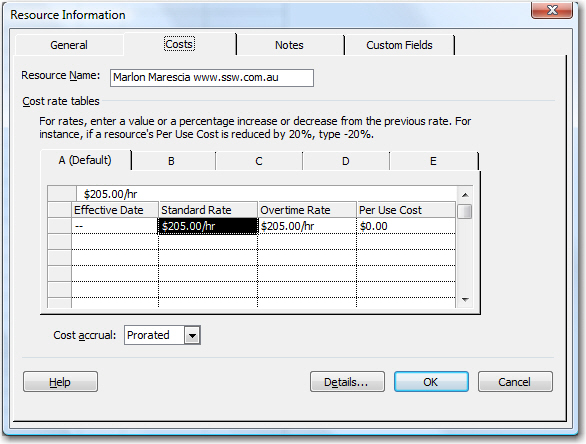 Resource Information
General Costs Notes Custom Fields
Resource Name: Marlon Marescia www.ssw.com.au
Cost rate tables
For rates, enter a value or a percentage increase or decrease from the previous rate. For
instance, if a resource's Per Use Cost is reduced by 20%, type -20%.
A (Default) B C D E
$205.00/hr
Effective Date Standard Rate Overtime Rate Per Use Cost
-- $205.00/hr $205.00/hr $0.00
Cost accrual: Prorated
Help Details... OK Cancel